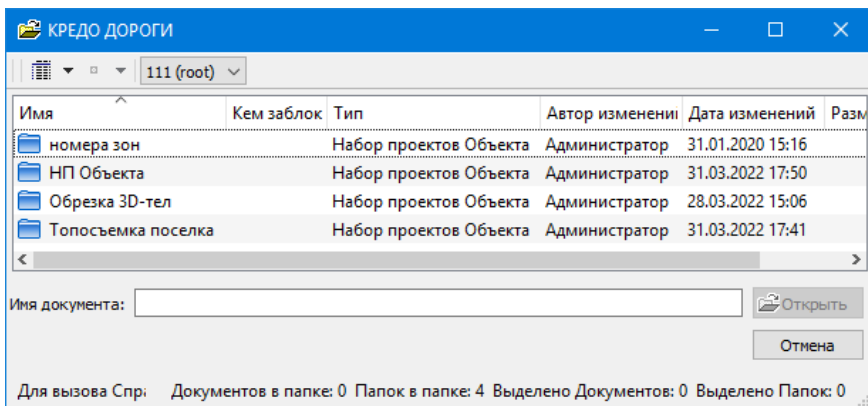 КРЕДО ДОРОГИ
111 (root)
Имя Кем заблок Тип Автор изменени Дата изменений Разм
номера зон Набор проектов Объекта Администратор 31.01.2020 15:16
НП Объекта Набор проектов Объекта Администратор 31.03.2022 17:50
Обрезка 3D-тел Набор проектов Объекта Администратор 28.03.2022 15:06
Топосъемка поселка Набор проектов Объекта Администратор 31.03.2022 17:41
Имя документа: Открыть
Отмена
Для вызова Спра Документов в папке: 0 Папок в папке: 4 Выделено Документов: 0 Выделено Папок: 0